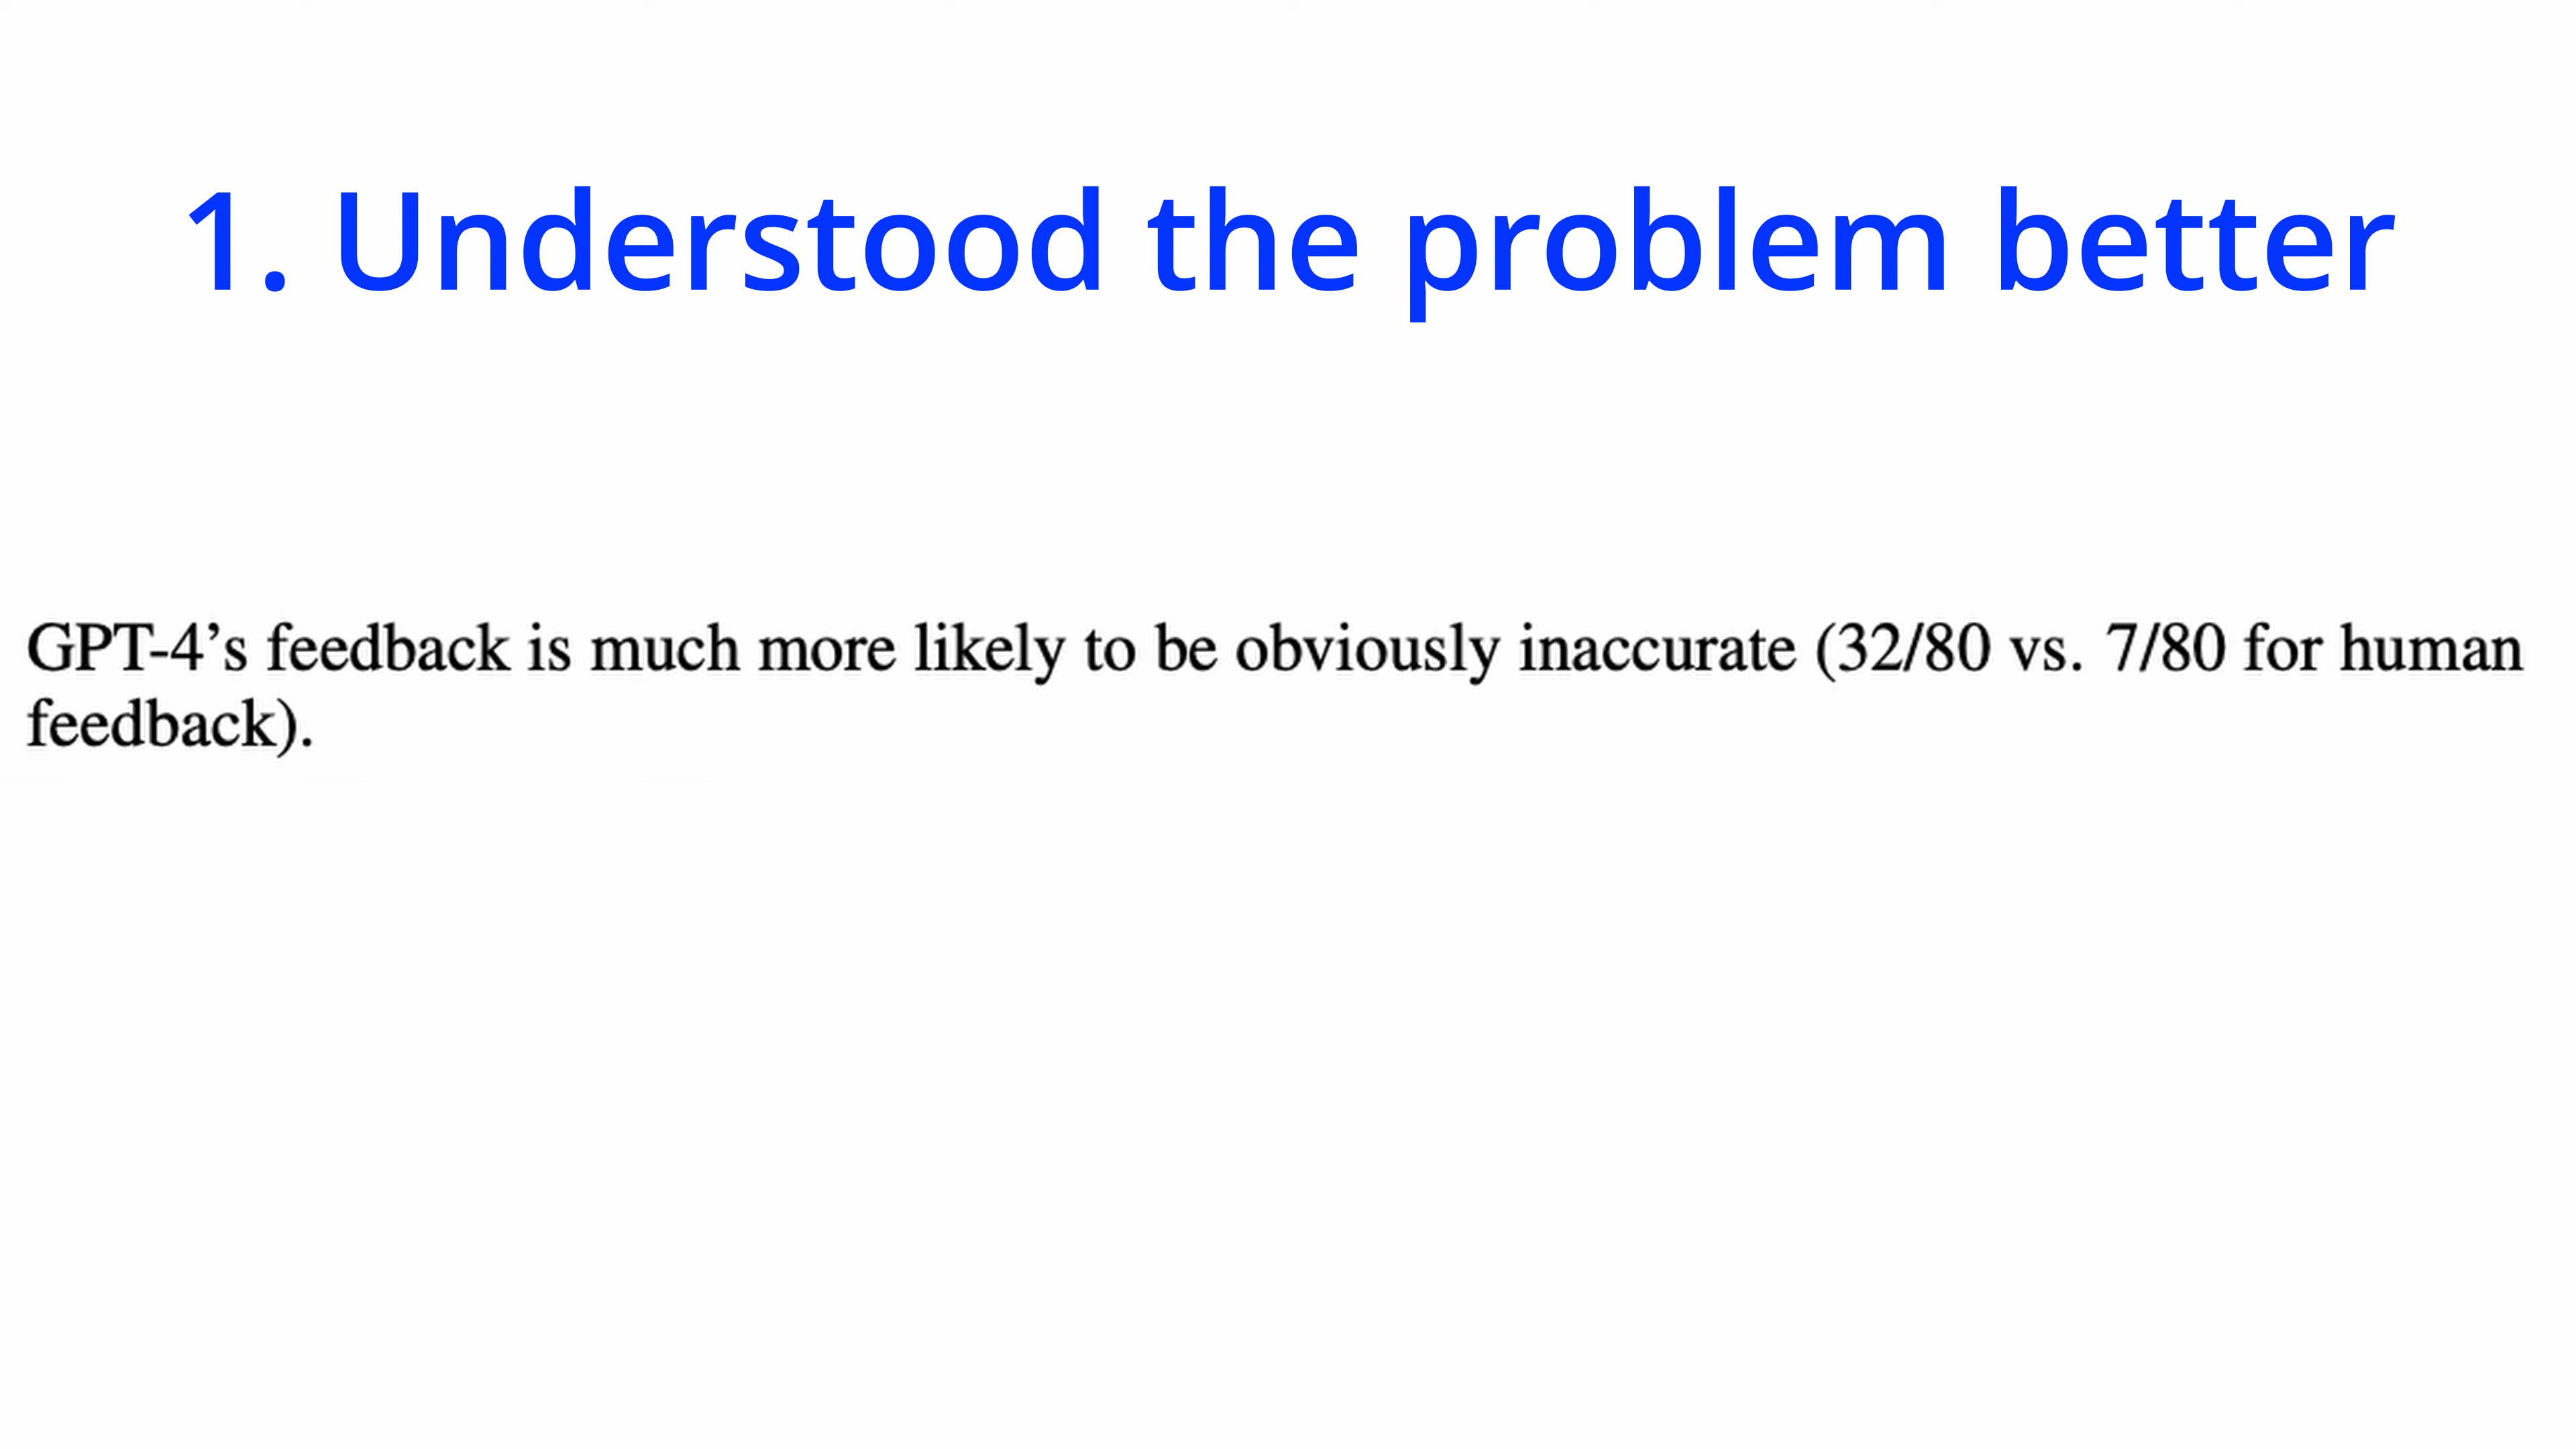 1. Understood the problem better
GPT-4’s feedback is much more likely to be obviously inaccurate (32/80 vs. 7/80 for human
feedback).